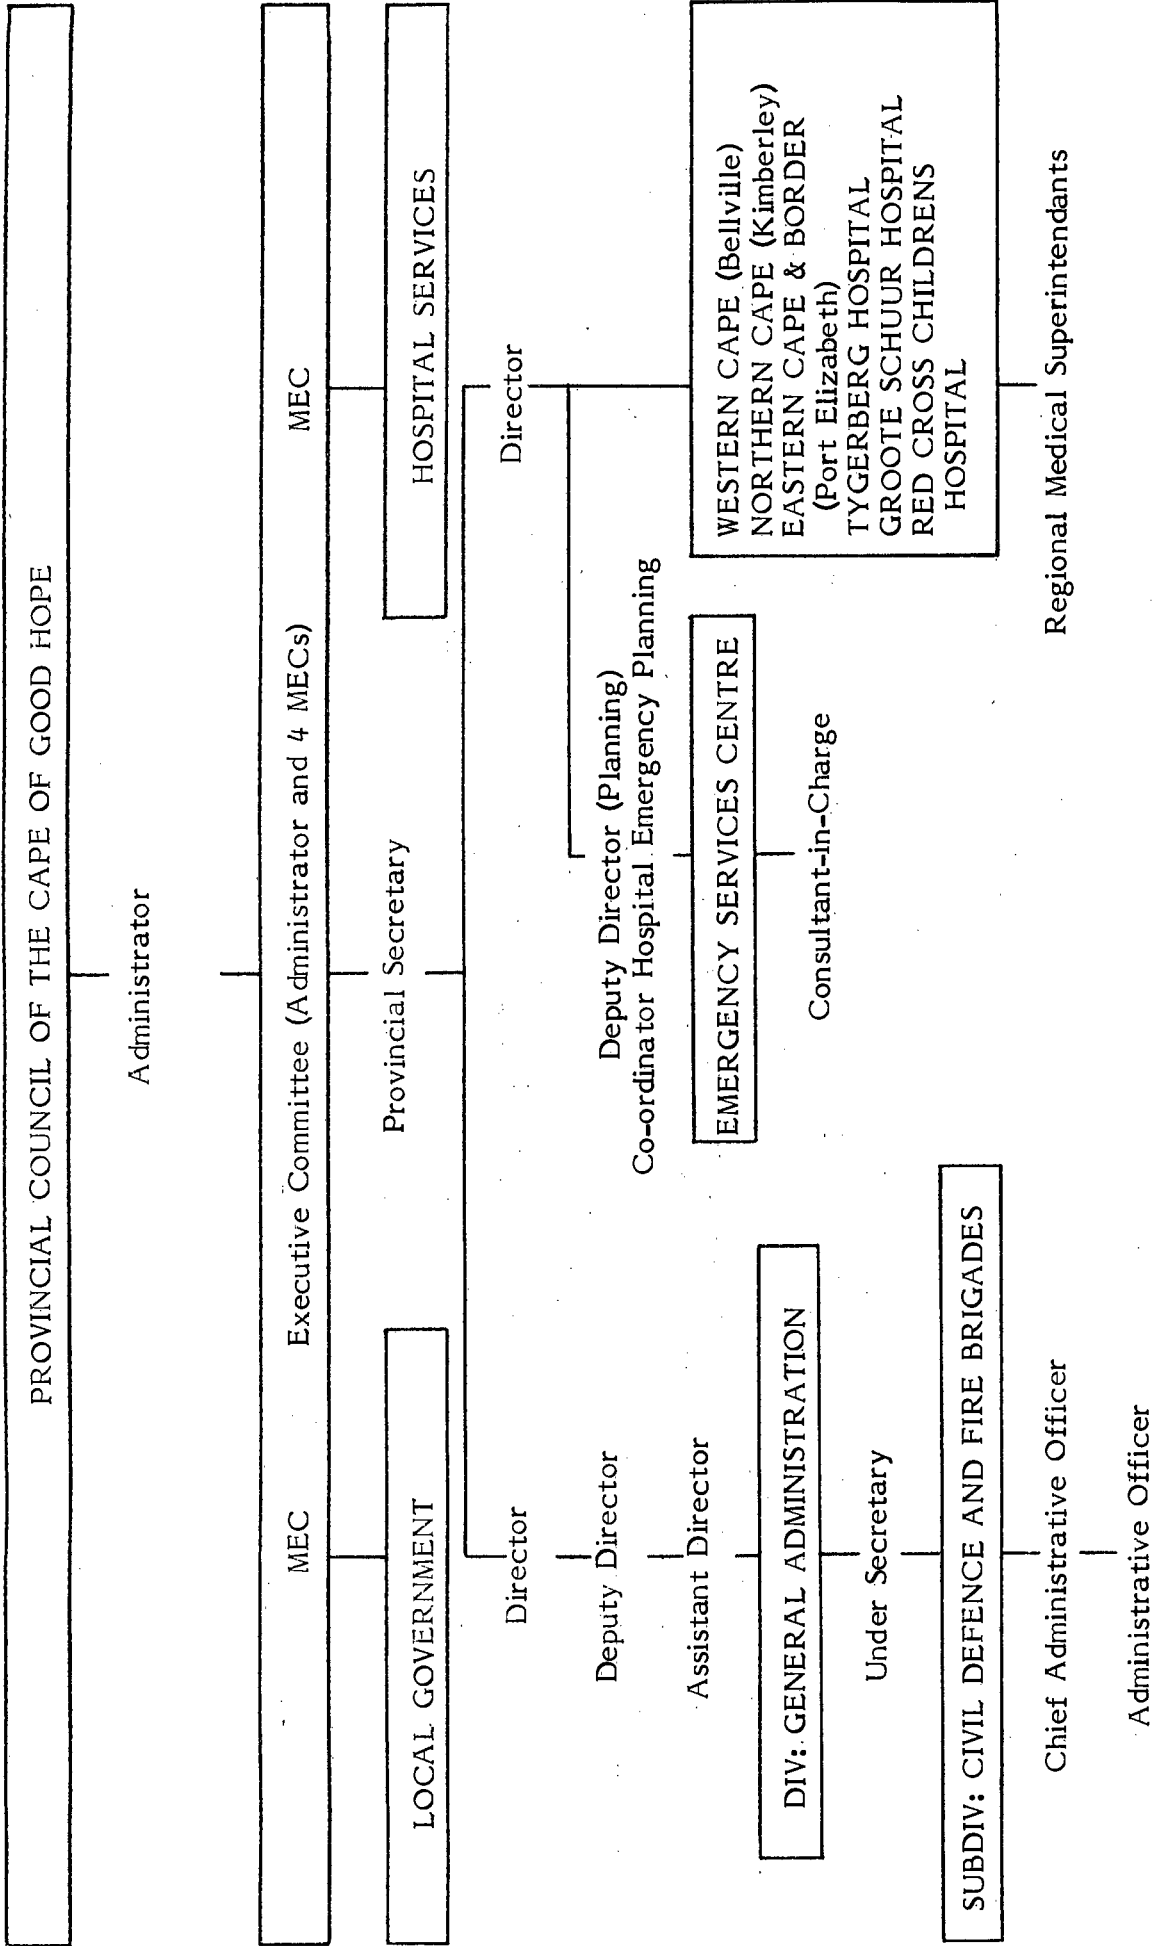 PROVINCIAL COUNCIL OF THE CAPE OF GOOD HOPE
Administrator
MEC Executive Committee (Administrator and 4 MECs) MEC
Provincial Secretary
LOCAL GOVERNMENT
HOSPITAL SERVICES
Director
Deputy Director
Assistant Director
DIV: GENERAL ADMINISTRATION
Under Secretary
SUBDIV: CIVIL DEFENCE AND FIRE BRIGADES
Chief Administrative Officer
Administrative Officer
Director
Deputy Director (Planning)
Co-ordinator Hospital Emergency Planning
EMERGENCY SERVICES CENTRE
Consultant-in-Charge
WESTERN CAPE (Bellville)
NORTHERN CAPE (Kimberley)
EASTERN CAPE & BORDER
(Port Elizabeth)
TYGERBERG HOSPITAL
GROOTE SCHUUR HOSPITAL
RED CROSS CHILDRENS
HOSPITAL
Regional Medical Superintendants